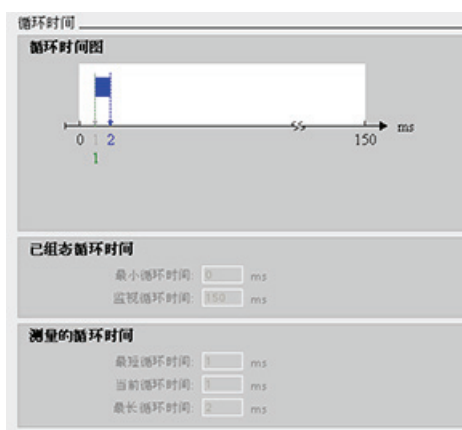 循环时间
循环时间图
ms
0 1 2 150
1
已组态循环时间
最小循环时间: 0 ms
监视循环时间: 150 ms
测量的循环时间
最短循环时间: 1 ms
当前循环时间: 1 ms
最长循环时间: 2 ms